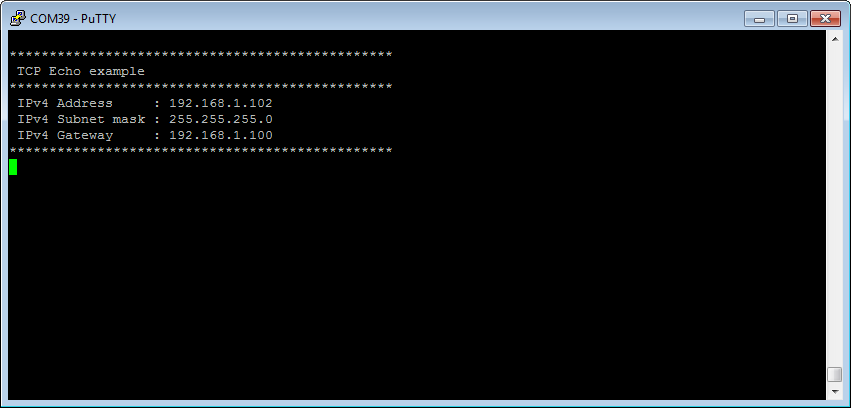 COM39 - PuTTY
************************************************
TCP Echo example
************************************************
IPv4 Address     : 192.168.1.102
IPv4 Subnet mask : 255.255.255.0
IPv4 Gateway     : 192.168.1.100
************************************************